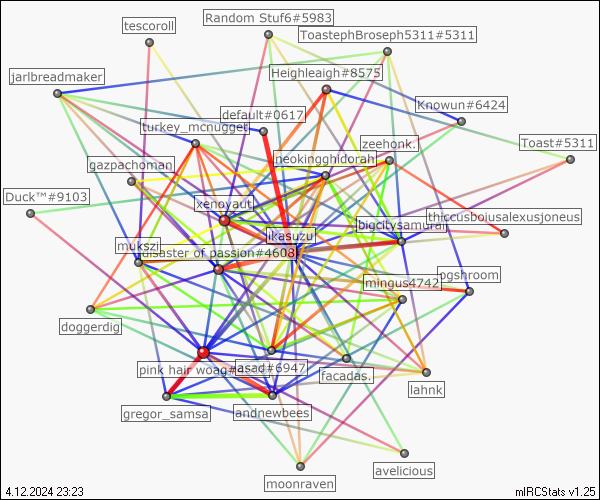 tescoroll
Random Stuf6#5983
ToastephBroseph5311#5311
jarlbreadmaker
Heighleigh#8575
Knowun#6424
default#0617
turkey_mcnugget
zeehonk.
Toast#5311
gazpachoman
neokingghidorah
Duck™#9103
xenoyaut
thiccusboiusalexusjoneus
bigcitysamurai
ikasuzu
mukszi
disaster of passion#4608
mingus4742
ogshroom
doggerdig
pink hair woag
asad#6947
facadas.
lahnk
gregor_samsa
andnewbees
avelicious
moonraven
4.12.2024 23:23
mIRCStats v1.25